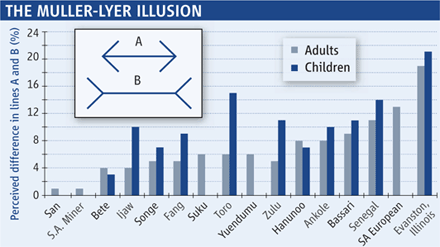 THE MULLER-LYER ILLUSION
Perceived difference in lines A and B (%)
24
20
16
12
8
4
0
A
B
Adults
Children
San
S.A. Miner
Bete
Ijaw
Songe
Fang
Suku
Toro
Yuendumu
Zulu
Hanunoo
Ankole
Bassari
Senegal
SA European
Evanston,
Illinois